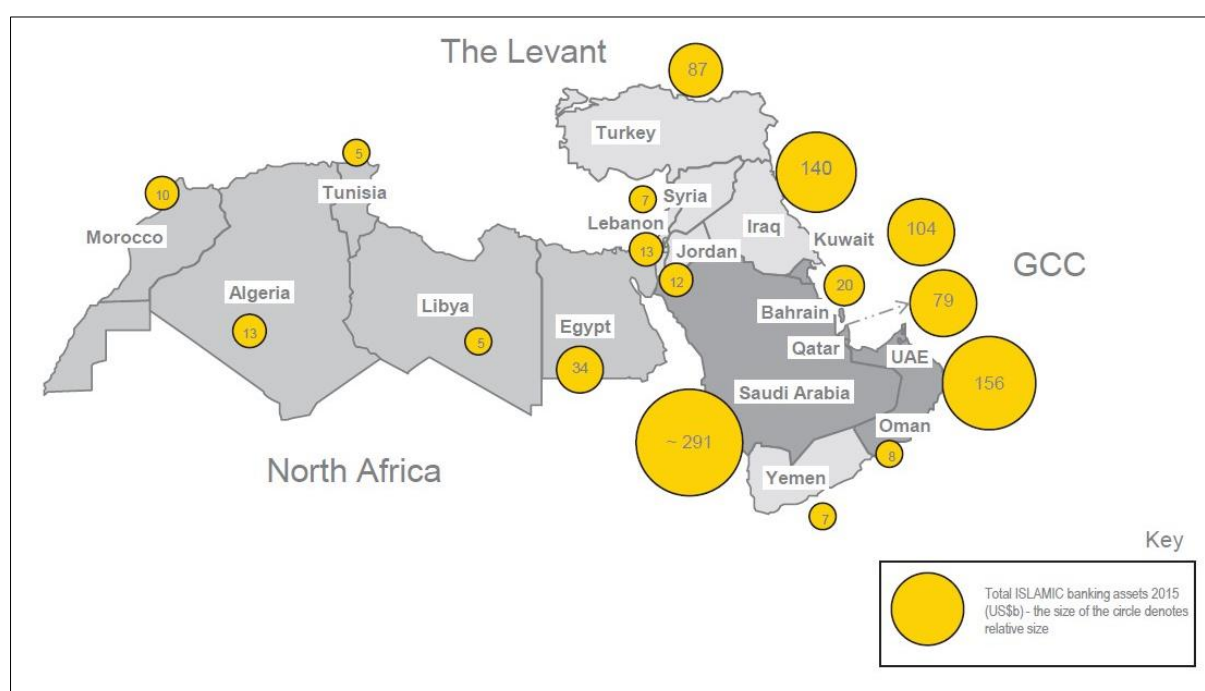 The Levant
87
Turkey
5
140
10
Tunisia
7
Syria
Lebanon
Iraq
Kuwait
104
Morocco
13
Jordan
GCC
12
20
79
Algeria
Libya
Bahrain
13
5
Egypt
Qatar
UAE
34
156
Saudi Arabia
~ 291
Oman
8
North Africa
Yemen
7
Key
Total ISLAMIC banking assets 2015
(US$b) - the size of the circle denotes
relative size